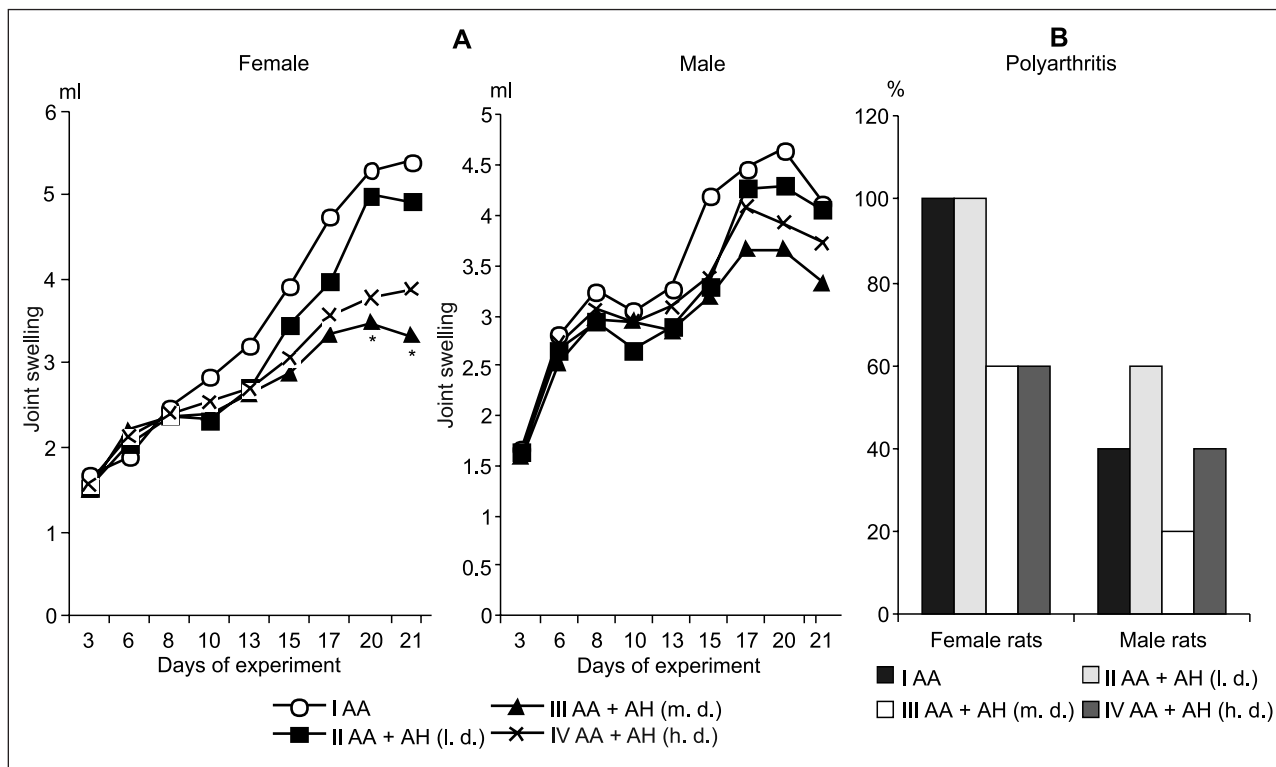 A
Female
ml
6
5
4
3
2
1
0
Joint swelling
*
*
3 6 8 10 13 15 17 20 21
Days of experiment
Male
ml
5
4.5
4
3.5
3
2.5
2
1.5
1
0.5
0
Joint swelling
3 6 8 10 13 15 17 20 21
Days of experiment
I AA
II AA + AH (l. d.)
III AA + AH (m. d.)
IV AA + AH (h. d.)
B
Polyarthritis
%
120
100
80
60
40
20
0
Female rats Male rats
I AA
II AA + AH (l. d.)
III AA + AH (m. d.)
IV AA + AH (h. d.)